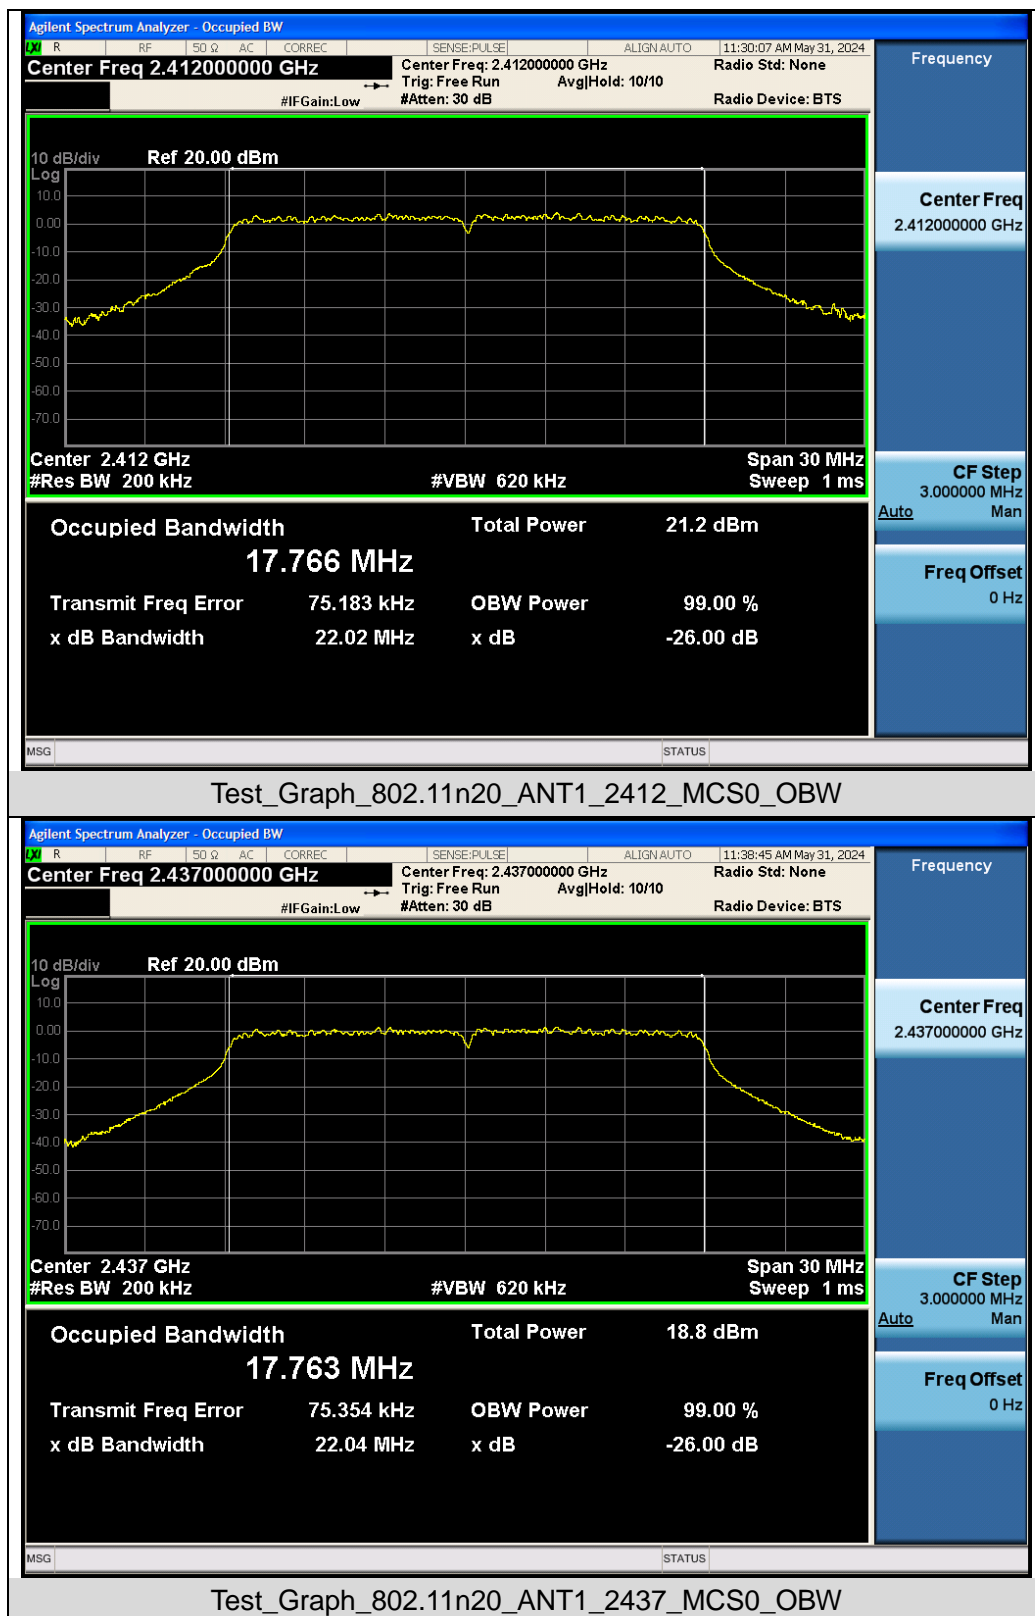 Agilent Spectrum Analyzer - Occupied BW
LXI R RF 50 Ω AC CORREC SENSE:PULSE ALIGN AUTO 11:30:07 AM May 31, 2024
Center Freq 2.412000000 GHz
Center Freq: 2.412000000 GHz Radio Std: None
Trig: Free Run Avg|Hold: 10/10
#IFGain:Low #Atten: 30 dB Radio Device: BTS
Frequency
10 dB/div Ref 20.00 dBm
Log
10.0
0.00
-10.0
-20.0
-30.0
-40.0
-50.0
-60.0
-70.0
Center 2.412 GHz Span 30 MHz
#Res BW 200 kHz #VBW 620 kHz Sweep 1 ms
Center Freq
2.412000000 GHz
CF Step
3.000000 MHz
Auto Man
Freq Offset
0 Hz
Occupied Bandwidth Total Power 21.2 dBm
17.766 MHz
Transmit Freq Error 75.183 kHz OBW Power 99.00 %
x dB Bandwidth 22.02 MHz x dB -26.00 dB
MSG STATUS
Test_Graph_802.11n20_ANT1_2412_MCS0_OBW
Agilent Spectrum Analyzer - Occupied BW
LXI R RF 50 Ω AC CORREC SENSE:PULSE ALIGN AUTO 11:38:45 AM May 31, 2024
Center Freq 2.437000000 GHz
Center Freq: 2.437000000 GHz Radio Std: None
Trig: Free Run Avg|Hold: 10/10
#IFGain:Low #Atten: 30 dB Radio Device: BTS
Frequency
10 dB/div Ref 20.00 dBm
Log
10.0
0.00
-10.0
-20.0
-30.0
-40.0
-50.0
-60.0
-70.0
Center 2.437 GHz Span 30 MHz
#Res BW 200 kHz #VBW 620 kHz Sweep 1 ms
Center Freq
2.437000000 GHz
CF Step
3.000000 MHz
Auto Man
Freq Offset
0 Hz
Occupied Bandwidth Total Power 18.8 dBm
17.763 MHz
Transmit Freq Error 75.354 kHz OBW Power 99.00 %
x dB Bandwidth 22.04 MHz x dB -26.00 dB
MSG STATUS
Test_Graph_802.11n20_ANT1_2437_MCS0_OBW